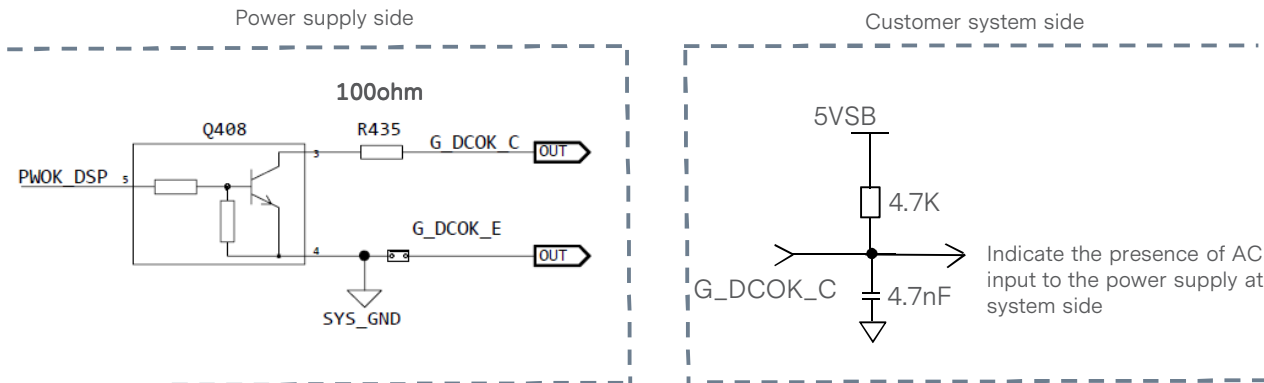 Power supply side
Customer system side
100ohm
Q408
R435
G_DCOK_C
OUT
3
PWOK_DSP
5
G_DCOK_E
OUT
4
SYS_GND
5VSB
4.7K
G_DCOK_C
4.7nF
Indicate the presence of AC
input to the power supply at
system side